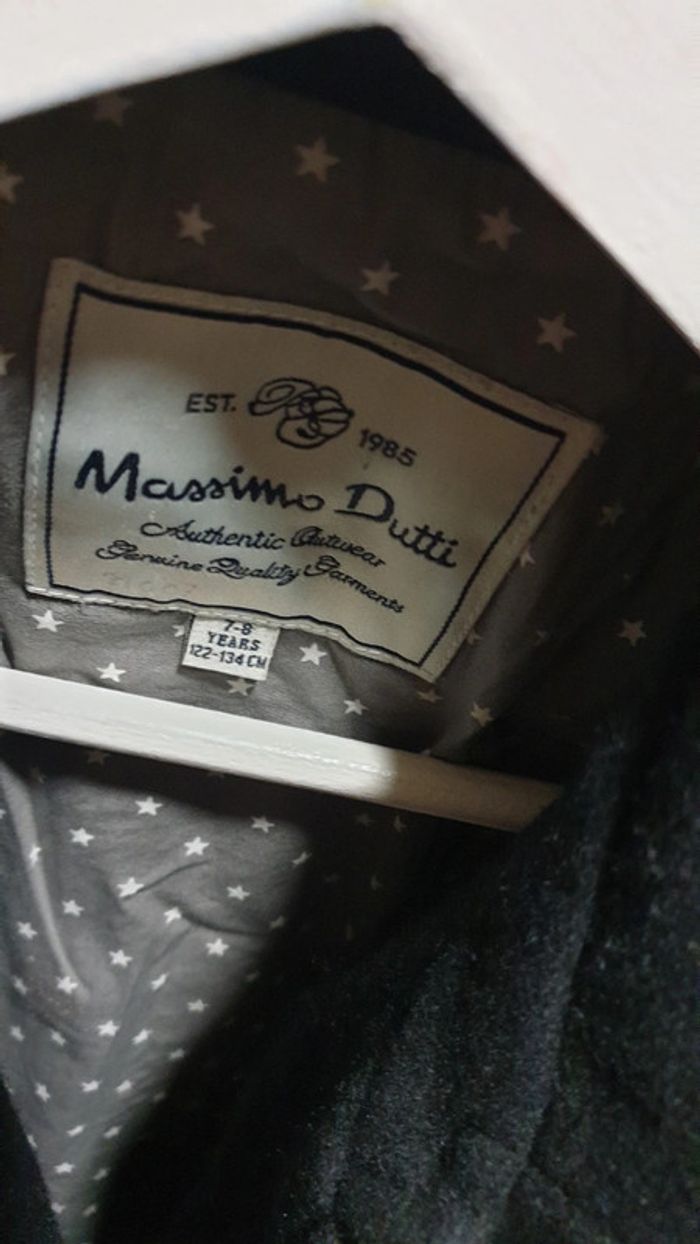 EST. 1985
Massimo Dutti
Authentic Outwear
Genuine Quality Garments
7-8
YEARS
122-134 CM